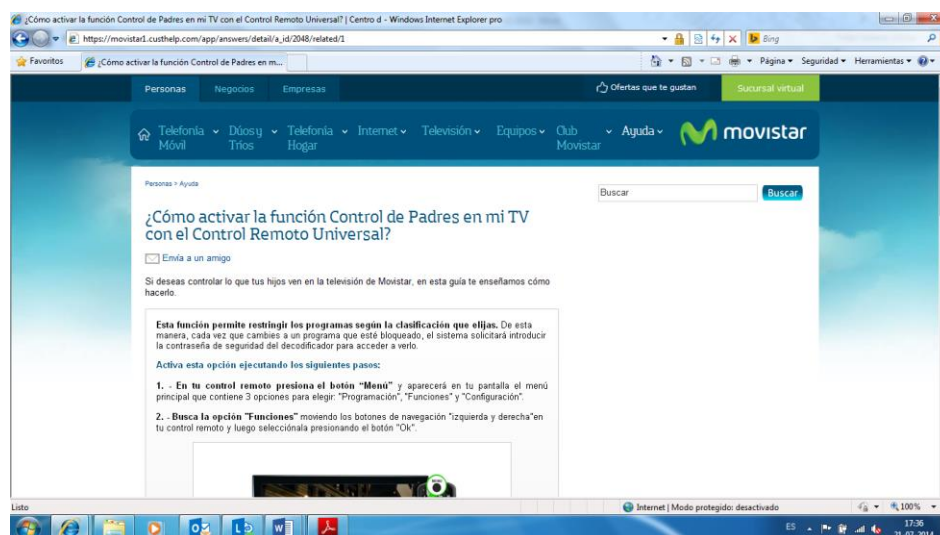 ¿Cómo activar la función Control de Padres en mi TV con el Control Remoto Universal? | Centro d - Windows Internet Explorer pro
https://movistar1.custhelp.com/app/answers/detail/a_id/2048/related/1
Bing
Favoritos
¿Cómo activar la función Control de Padres en m...
Página
Seguridad
Herramientas
Personas
Negocios
Empresas
Ofertas que te gustan
Sucursal virtual
Telefonía Móvil
Dúos y Tríos
Telefonía Hogar
Internet
Televisión
Equipos
Club Movistar
Ayuda
movistar
Personas > Ayuda
Buscar
Buscar
¿Cómo activar la función Control de Padres en mi TV
con el Control Remoto Universal?
Envía a un amigo
Si deseas controlar lo que tus hijos ven en la televisión de Movistar, en esta guía te enseñamos cómo
hacerlo.
Esta función permite restringir los programas según la clasificación que elijas. De esta
manera, cada vez que cambies a un programa que esté bloqueado, el sistema solicitará introducir
la contraseña de seguridad del decodificador para acceder a verlo.
Activa esta opción ejecutando los siguientes pasos:
1. - En tu control remoto presiona el botón “Menú” y aparecerá en tu pantalla el menú
principal que contiene 3 opciones para elegir: "Programación", "Funciones" y "Configuración".
2. - Busca la opción "Funciones" moviendo los botones de navegación "izquierda y derecha"en
tu control remoto y luego selecciónala presionando el botón "Ok".
Listo
Internet | Modo protegido: desactivado
100%
ES
17:36